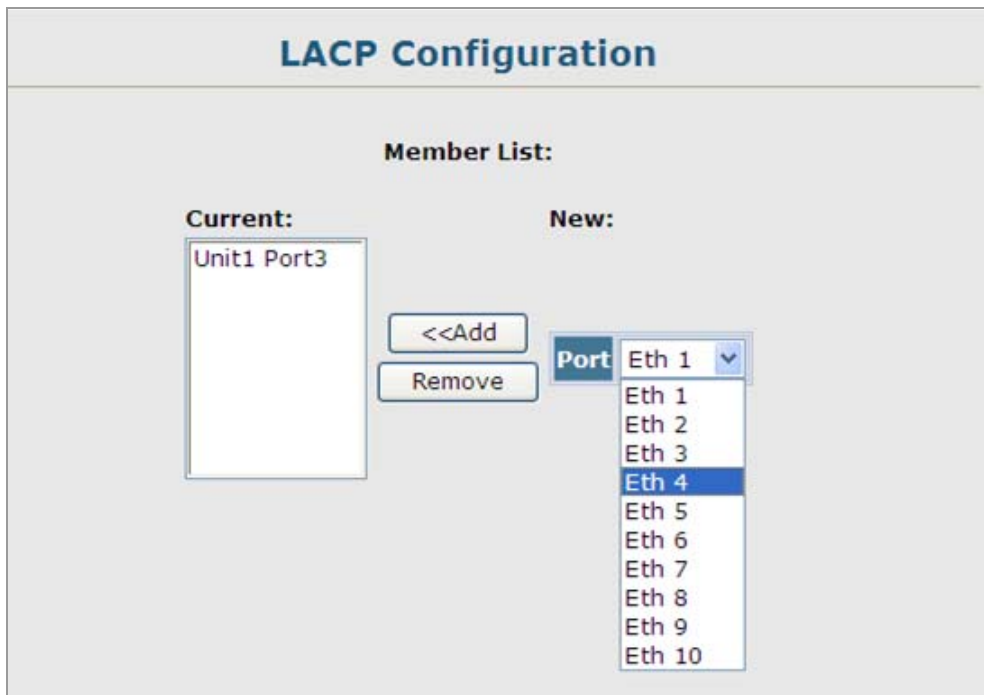 LACP Configuration
Member List:
Current:
New:
Unit1 Port3
<<Add
Remove
Port
Eth 1
Eth 1
Eth 2
Eth 3
Eth 4
Eth 5
Eth 6
Eth 7
Eth 8
Eth 9
Eth 10